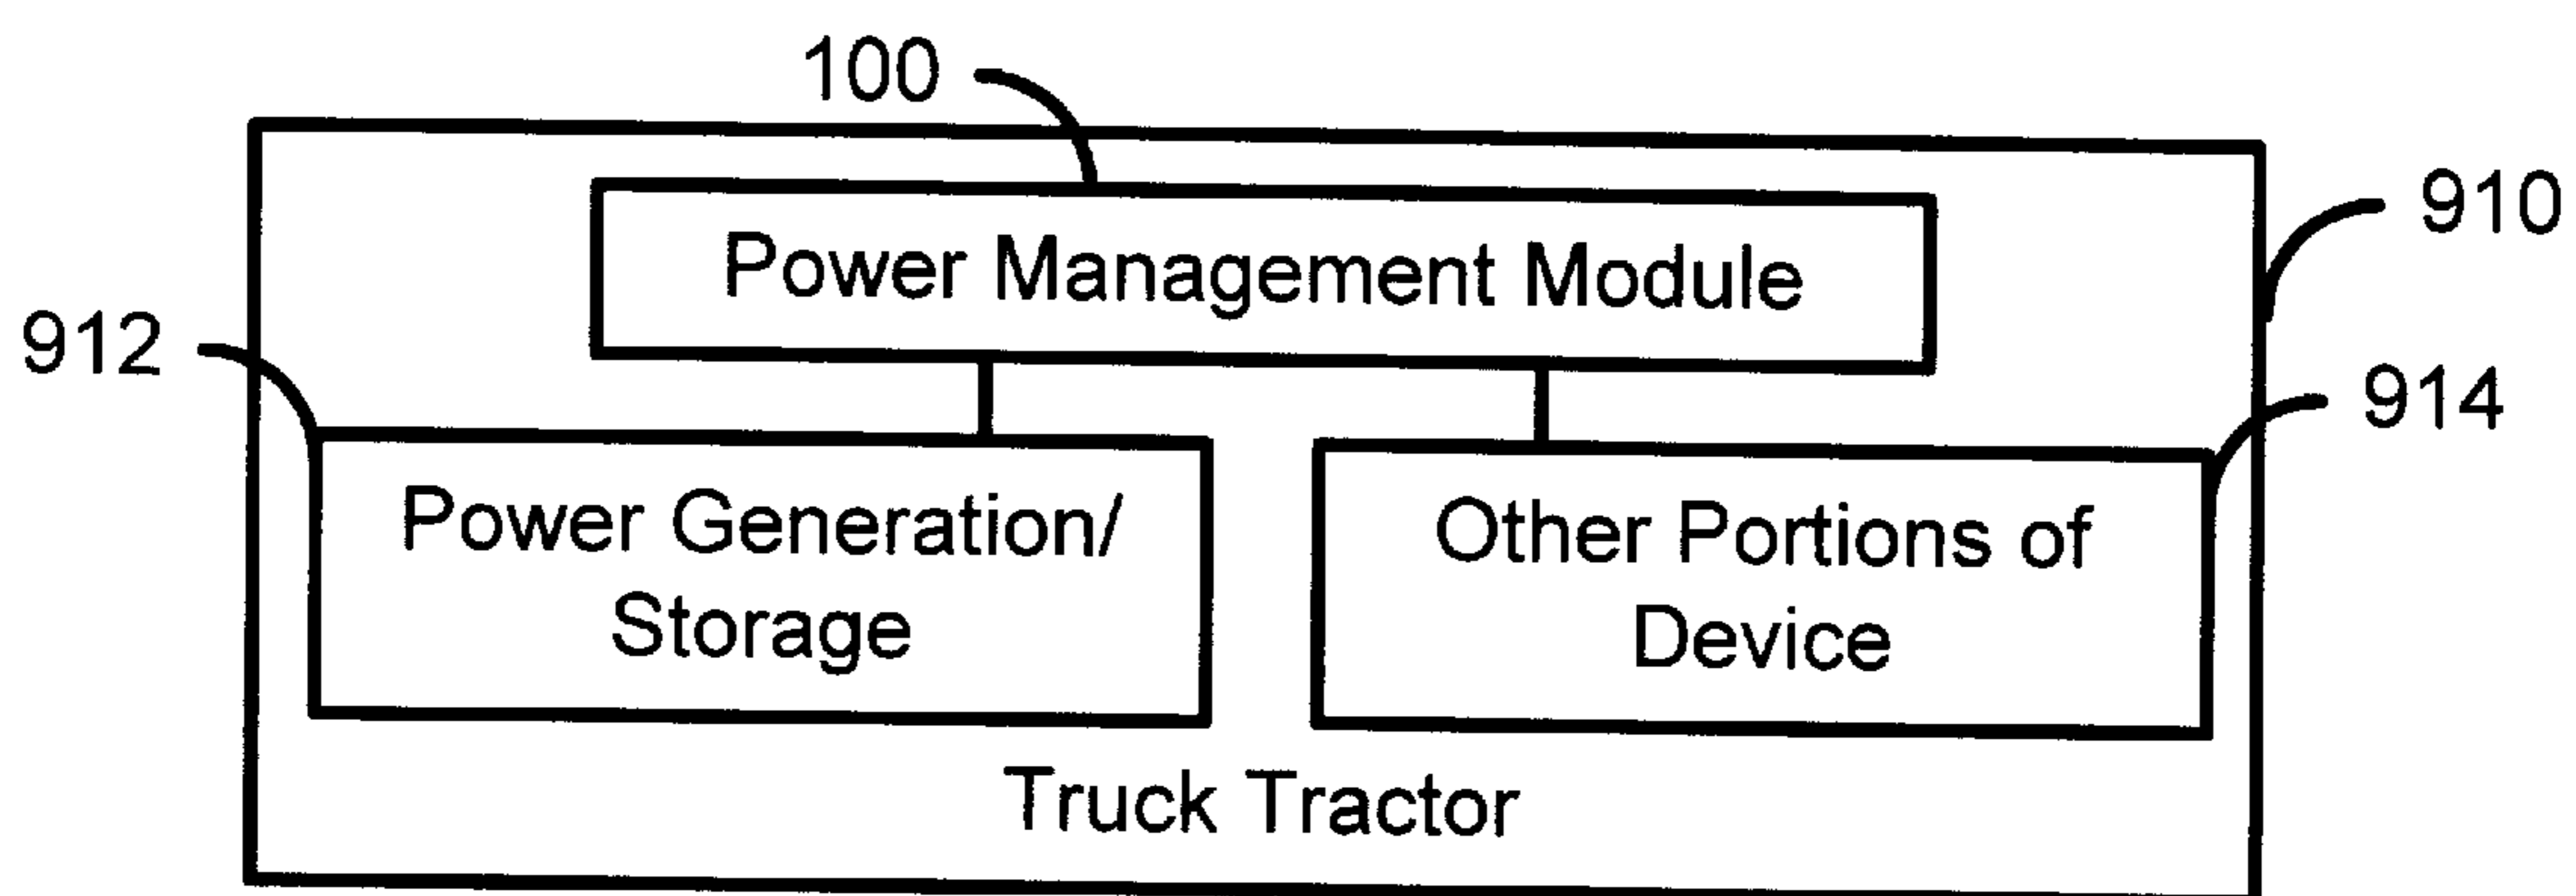 100
Power Management Module
910
912
914
Power Generation/
Storage
Other Portions of
Device
Truck Tractor